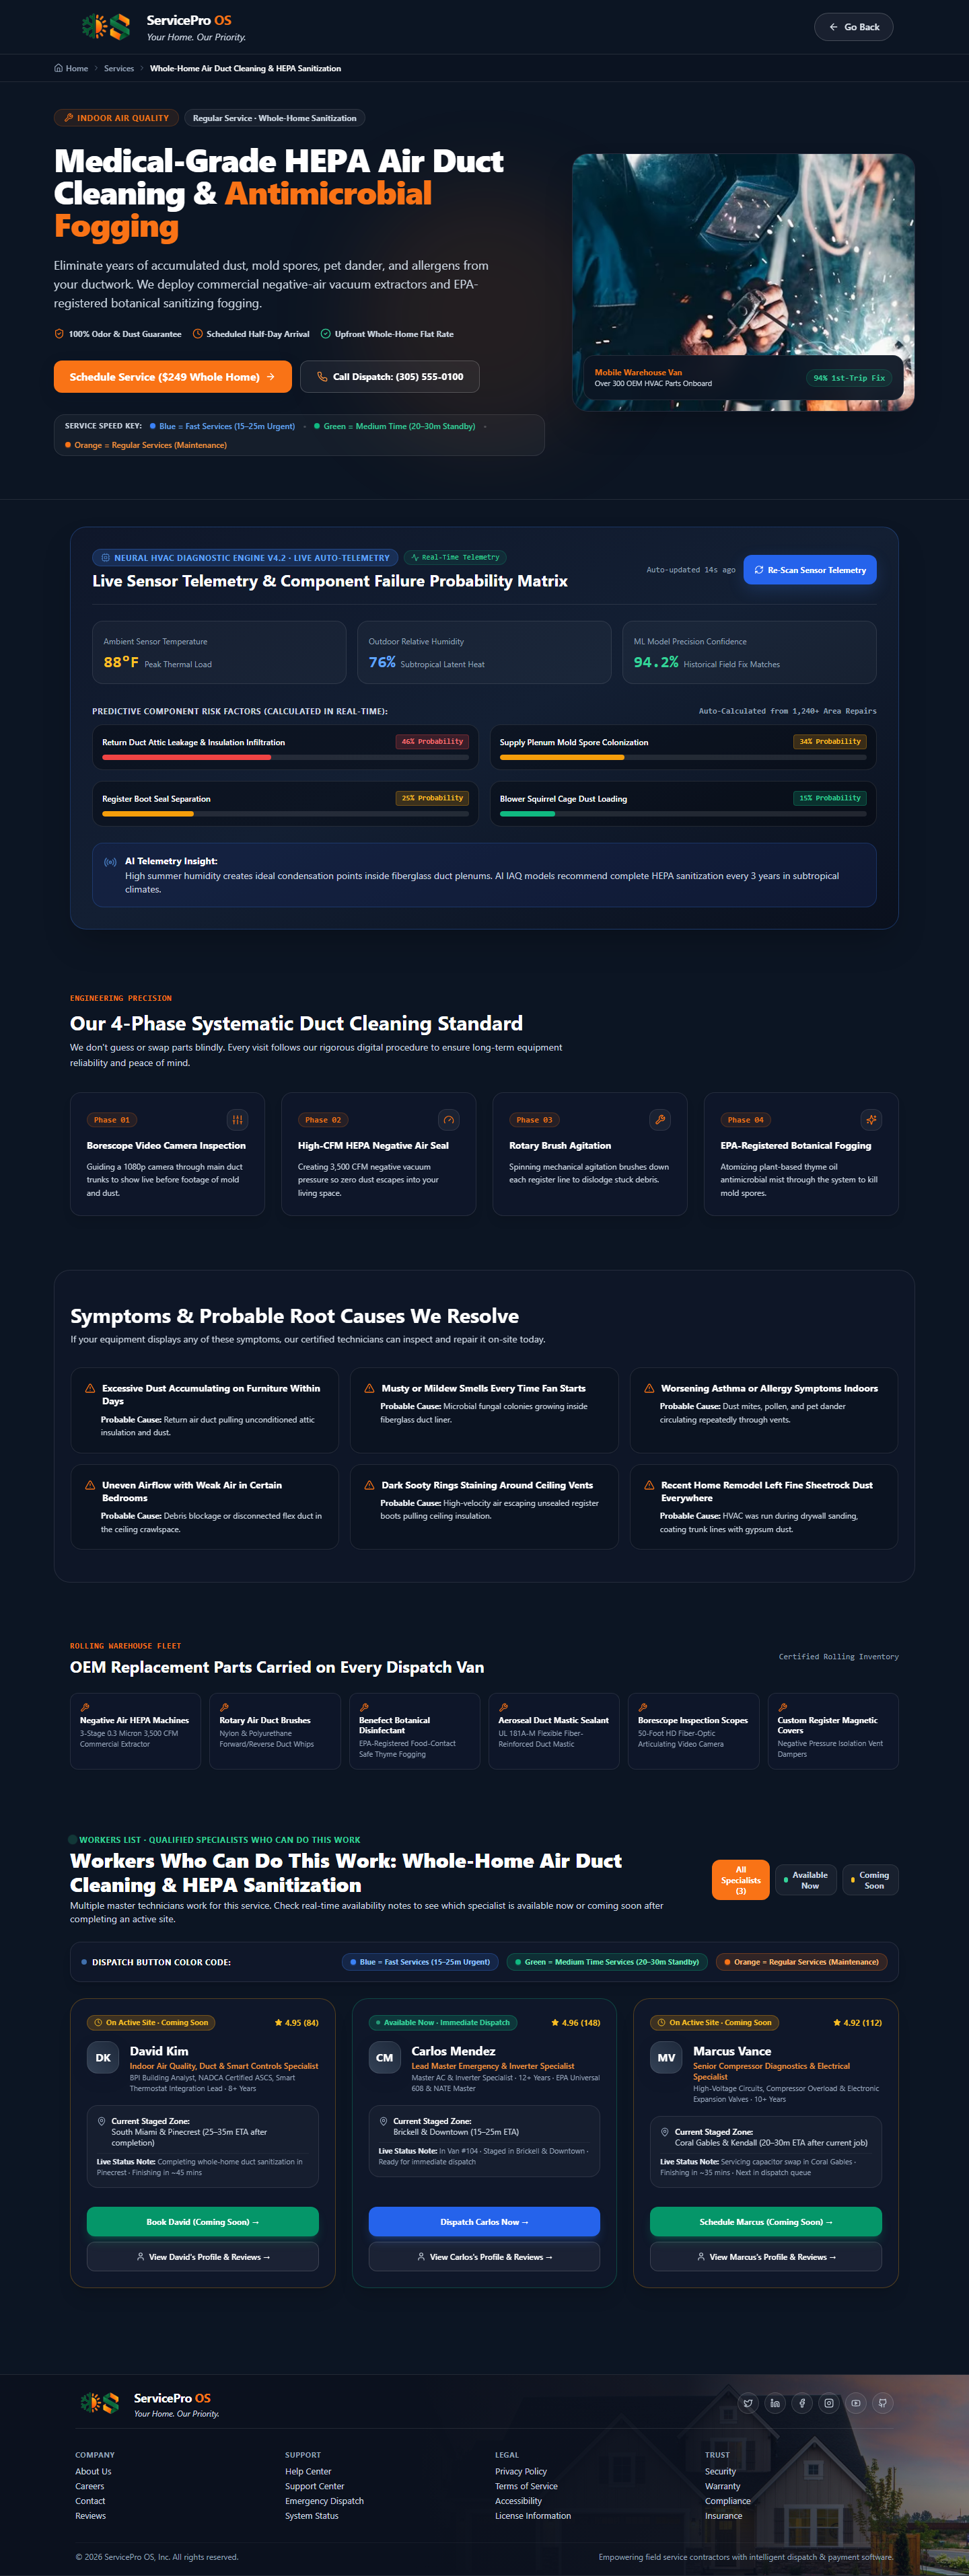 ServicePro OS
Your Home. Our Priority.
Go Back
Home > Services > Whole-Home Air Duct Cleaning & HEPA Sanitization
INDOOR AIR QUALITY
Regular Service · Whole-Home Sanitization
Medical-Grade HEPA Air Duct
Cleaning & Antimicrobial
Fogging
Eliminate years of accumulated dust, mold spores, pet dander, and allergens from
your ductwork. We deploy commercial negative-air vacuum extractors and EPA-
registered botanical sanitizing fogging.
100% Odor & Dust Guarantee
Scheduled Half-Day Arrival
Upfront Whole-Home Flat Rate
Schedule Service ($249 Whole Home) →
Call Dispatch: (305) 555-0100
SERVICE SPEED KEY: Blue = Fast Services (15–25m Urgent) · Green = Medium Time (20–30m Standby) ·
Orange = Regular Services (Maintenance)
Mobile Warehouse Van
Over 300 OEM HVAC Parts Onboard
94% 1st-Trip Fix
NEURAL HVAC DIAGNOSTIC ENGINE V4.2 · LIVE AUTO-TELEMETRY
Real-Time Telemetry
Live Sensor Telemetry & Component Failure Probability Matrix
Auto-updated 14s ago
Re-Scan Sensor Telemetry
Ambient Sensor Temperature
88°F Peak Thermal Load
Outdoor Relative Humidity
76% Subtropical Latent Heat
ML Model Precision Confidence
94.2% Historical Field Fix Matches
PREDICTIVE COMPONENT RISK FACTORS (CALCULATED IN REAL-TIME):
Auto-Calculated from 1,240+ Area Repairs
Return Duct Attic Leakage & Insulation Infiltration
46% Probability
Supply Plenum Mold Spore Colonization
34% Probability
Register Boot Seal Separation
25% Probability
Blower Squirrel Cage Dust Loading
15% Probability
AI Telemetry Insight:
High summer humidity creates ideal condensation points inside fiberglass duct plenums. AI IAQ models recommend complete HEPA sanitization every 3 years in subtropical
climates.
ENGINEERING PRECISION
Our 4-Phase Systematic Duct Cleaning Standard
We don't guess or swap parts blindly. Every visit follows our rigorous digital procedure to ensure long-term equipment
reliability and peace of mind.
Phase 01
Borescope Video Camera Inspection
Guiding a 1080p camera through main duct
trunks to show live before footage of mold
and dust.
Phase 02
High-CFM HEPA Negative Air Seal
Creating 3,500 CFM negative vacuum
pressure so zero dust escapes into your
living space.
Phase 03
Rotary Brush Agitation
Spinning mechanical agitation brushes down
each register line to dislodge stuck debris.
Phase 04
EPA-Registered Botanical Fogging
Atomizing plant-based thyme oil
antimicrobial mist through the system to kill
mold spores.
Symptoms & Probable Root Causes We Resolve
If your equipment displays any of these symptoms, our certified technicians can inspect and repair it on-site today.
Excessive Dust Accumulating on Furniture Within
Days
Probable Cause: Return air duct pulling unconditioned attic
insulation and dust.
Musty or Mildew Smells Every Time Fan Starts
Probable Cause: Microbial fungal colonies growing inside
fiberglass duct liner.
Worsening Asthma or Allergy Symptoms Indoors
Probable Cause: Dust mites, pollen, and pet dander
circulating repeatedly through vents.
Uneven Airflow with Weak Air in Certain
Bedrooms
Probable Cause: Debris blockage or disconnected flex duct in
the ceiling crawlspace.
Dark Sooty Rings Staining Around Ceiling Vents
Probable Cause: High-velocity air escaping unsealed register
boots pulling ceiling insulation.
Recent Home Remodel Left Fine Sheetrock Dust
Everywhere
Probable Cause: HVAC was run during drywall sanding,
coating trunk lines with gypsum dust.
ROLLING WAREHOUSE FLEET
OEM Replacement Parts Carried on Every Dispatch Van
Certified Rolling Inventory
Negative Air HEPA Machines
3-Stage 0.3 Micron 3,500 CFM
Commercial Extractor
Rotary Air Duct Brushes
Nylon & Polyurethane
Forward/Reverse Duct Whips
Benefect Botanical
Disinfectant
EPA-Registered Food-Contact
Safe Thyme Fogging
Aeroseal Duct Mastic Sealant
UL 181A-M Flexible Fiber-
Reinforced Duct Mastic
Borescope Inspection Scopes
50-Foot HD Fiber-Optic
Articulating Video Camera
Custom Register Magnetic
Covers
Negative Pressure Isolation Vent
Dampers
WORKERS LIST · QUALIFIED SPECIALISTS WHO CAN DO THIS WORK
Workers Who Can Do This Work: Whole-Home Air Duct
Cleaning & HEPA Sanitization
Multiple master technicians work for this service. Check real-time availability notes to see which specialist is available now or coming soon after
completing an active site.
All
Specialists
(3)
Available
Now
Coming
Soon
DISPATCH BUTTON COLOR CODE:
Blue = Fast Services (15–25m Urgent)
Green = Medium Time Services (20–30m Standby)
Orange = Regular Services (Maintenance)
On Active Site · Coming Soon
★ 4.95 (84)
DK
David Kim
Indoor Air Quality, Duct & Smart Controls Specialist
BPI Building Analyst, NADCA Certified ASCS, Smart
Thermostat Integration Lead · 8+ Years
Current Staged Zone:
South Miami & Pinecrest (25–35m ETA after
completion)
Live Status Note: Completing whole-home duct sanitization in
Pinecrest · Finishing in ~45 mins
Book David (Coming Soon) →
View David's Profile & Reviews →
Available Now · Immediate Dispatch
★ 4.96 (148)
CM
Carlos Mendez
Lead Master Emergency & Inverter Specialist
Master AC & Inverter Specialist · 12+ Years · EPA Universal
608 & NATE Master
Current Staged Zone:
Brickell & Downtown (15–25m ETA)
Live Status Note: In Van #104 · Staged in Brickell & Downtown ·
Ready for immediate dispatch
Dispatch Carlos Now →
View Carlos's Profile & Reviews →
On Active Site · Coming Soon
★ 4.92 (112)
MV
Marcus Vance
Senior Compressor Diagnostics & Electrical
Specialist
High-Voltage Circuits, Compressor Overload & Electronic
Expansion Valves · 10+ Years
Current Staged Zone:
Coral Gables & Kendall (20–30m ETA after current job)
Live Status Note: Servicing capacitor swap in Coral Gables ·
Finishing in ~35 mins · Next in dispatch queue
Schedule Marcus (Coming Soon) →
View Marcus's Profile & Reviews →
ServicePro OS
Your Home. Our Priority.
COMPANY
About Us
Careers
Contact
Reviews
SUPPORT
Help Center
Support Center
Emergency Dispatch
System Status
LEGAL
Privacy Policy
Terms of Service
Accessibility
License Information
TRUST
Security
Warranty
Compliance
Insurance
© 2026 ServicePro OS, Inc. All rights reserved.
Empowering field service contractors with intelligent dispatch & payment software.